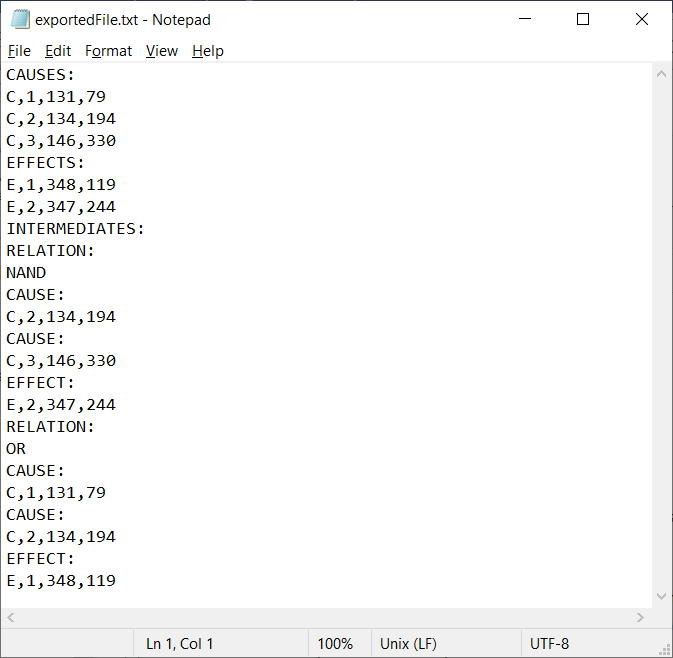 exportedFile.txt - Notepad
File Edit Format View Help
CAUSES:
C,1,131,79
C,2,134,194
C,3,146,330
EFFECTS:
E,1,348,119
E,2,347,244
INTERMEDIATES:
RELATION:
NAND
CAUSE:
C,2,134,194
CAUSE:
C,3,146,330
EFFECT:
E,2,347,244
RELATION:
OR
CAUSE:
C,1,131,79
CAUSE:
C,2,134,194
EFFECT:
E,1,348,119
Ln 1, Col 1 100% Unix (LF) UTF-8